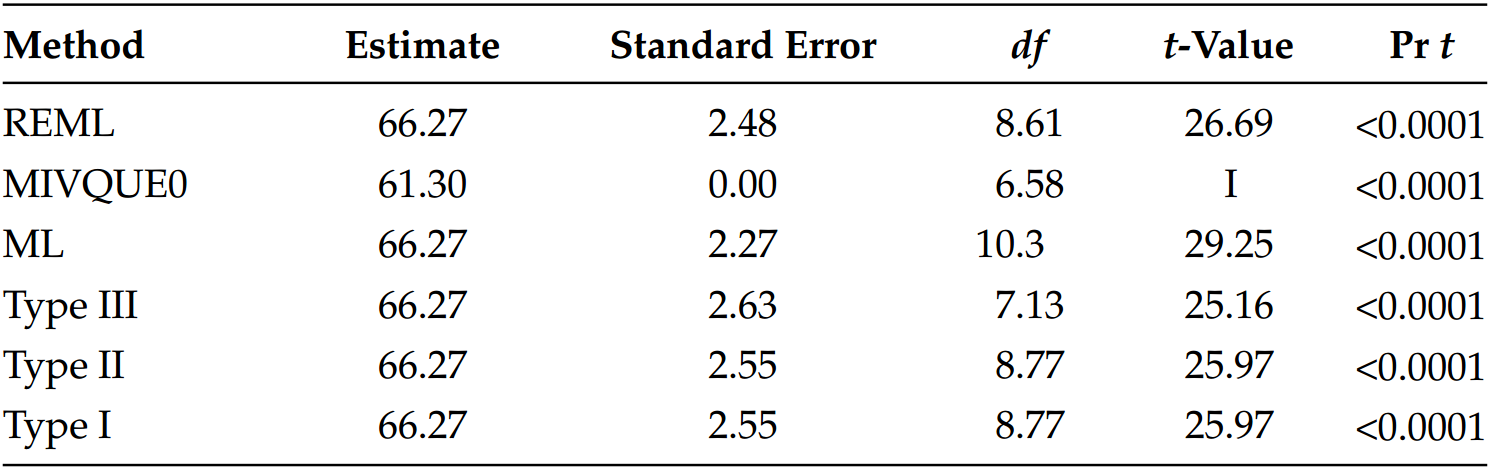 Method Estimate Standard Error df t-Value Pr t
REML 66.27 2.48 8.61 26.69 <0.0001
MIVQUE0 61.30 0.00 6.58 I <0.0001
ML 66.27 2.27 10.3 29.25 <0.0001
Type III 66.27 2.63 7.13 25.16 <0.0001
Type II 66.27 2.55 8.77 25.97 <0.0001
Type I 66.27 2.55 8.77 25.97 <0.0001